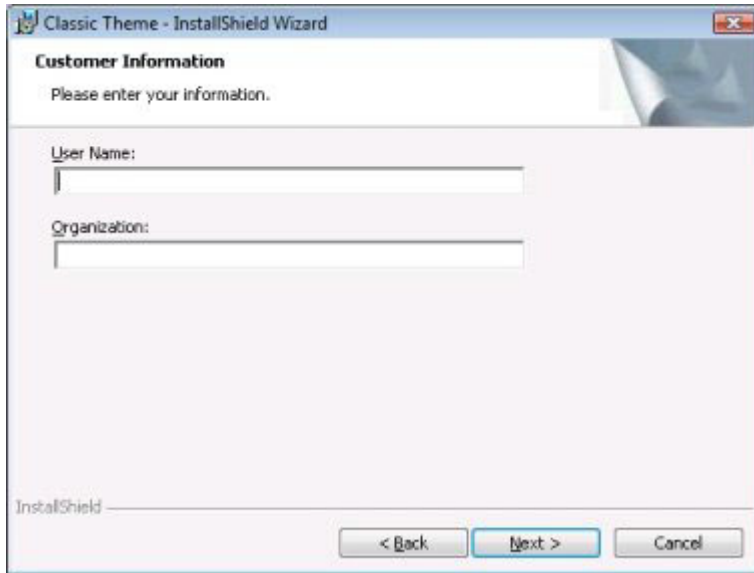 Classic Theme - InstallShield Wizard
Customer Information
Please enter your information.
User Name:
Organization:
InstallShield
< Back Next > Cancel